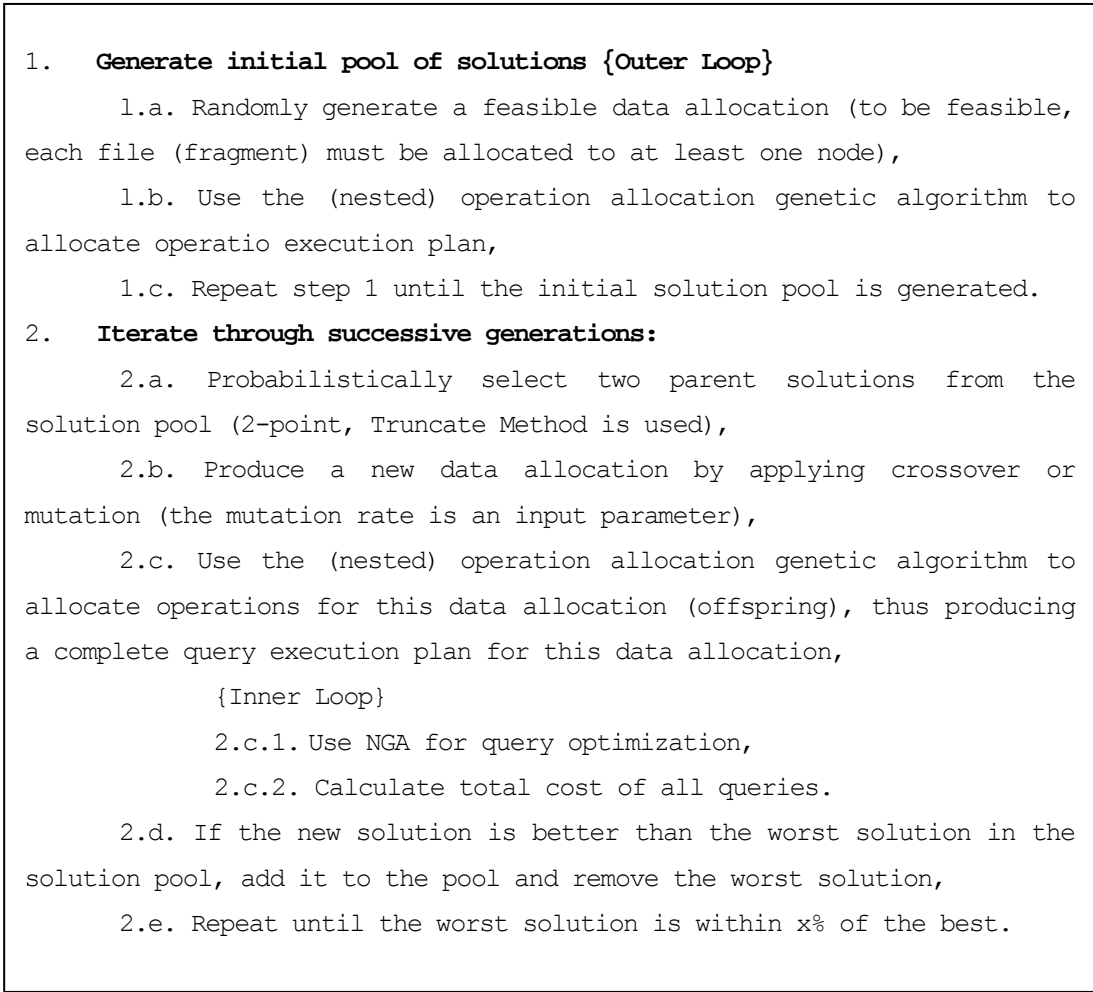 1. Generate initial pool of solutions {Outer Loop}
l.a. Randomly generate a feasible data allocation (to be feasible,
each file (fragment) must be allocated to at least one node),
l.b. Use the (nested) operation allocation genetic algorithm to
allocate operatio execution plan,
1.c. Repeat step 1 until the initial solution pool is generated.
2. Iterate through successive generations:
2.a. Probabilistically select two parent solutions from the
solution pool (2-point, Truncate Method is used),
2.b. Produce a new data allocation by applying crossover or
mutation (the mutation rate is an input parameter),
2.c. Use the (nested) operation allocation genetic algorithm to
allocate operations for this data allocation (offspring), thus producing
a complete query execution plan for this data allocation,
{Inner Loop}
2.c.1. Use NGA for query optimization,
2.c.2. Calculate total cost of all queries.
2.d. If the new solution is better than the worst solution in the
solution pool, add it to the pool and remove the worst solution,
2.e. Repeat until the worst solution is within x% of the best.